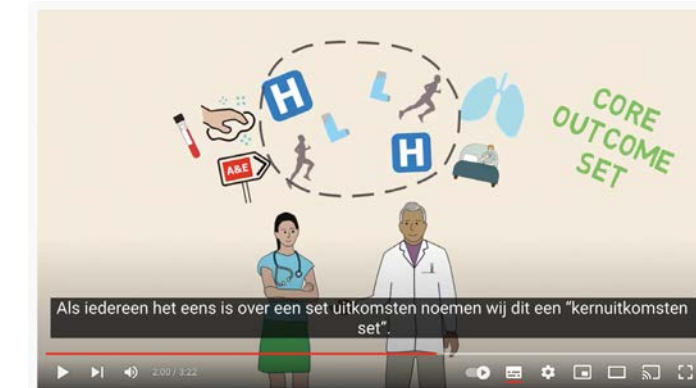 H
CORE
OUTCOME
SET
A&E
H
Als iedereen het eens is over een set uitkomsten noemen wij dit een “kernuitkomsten
set”.
2:00 / 3:22